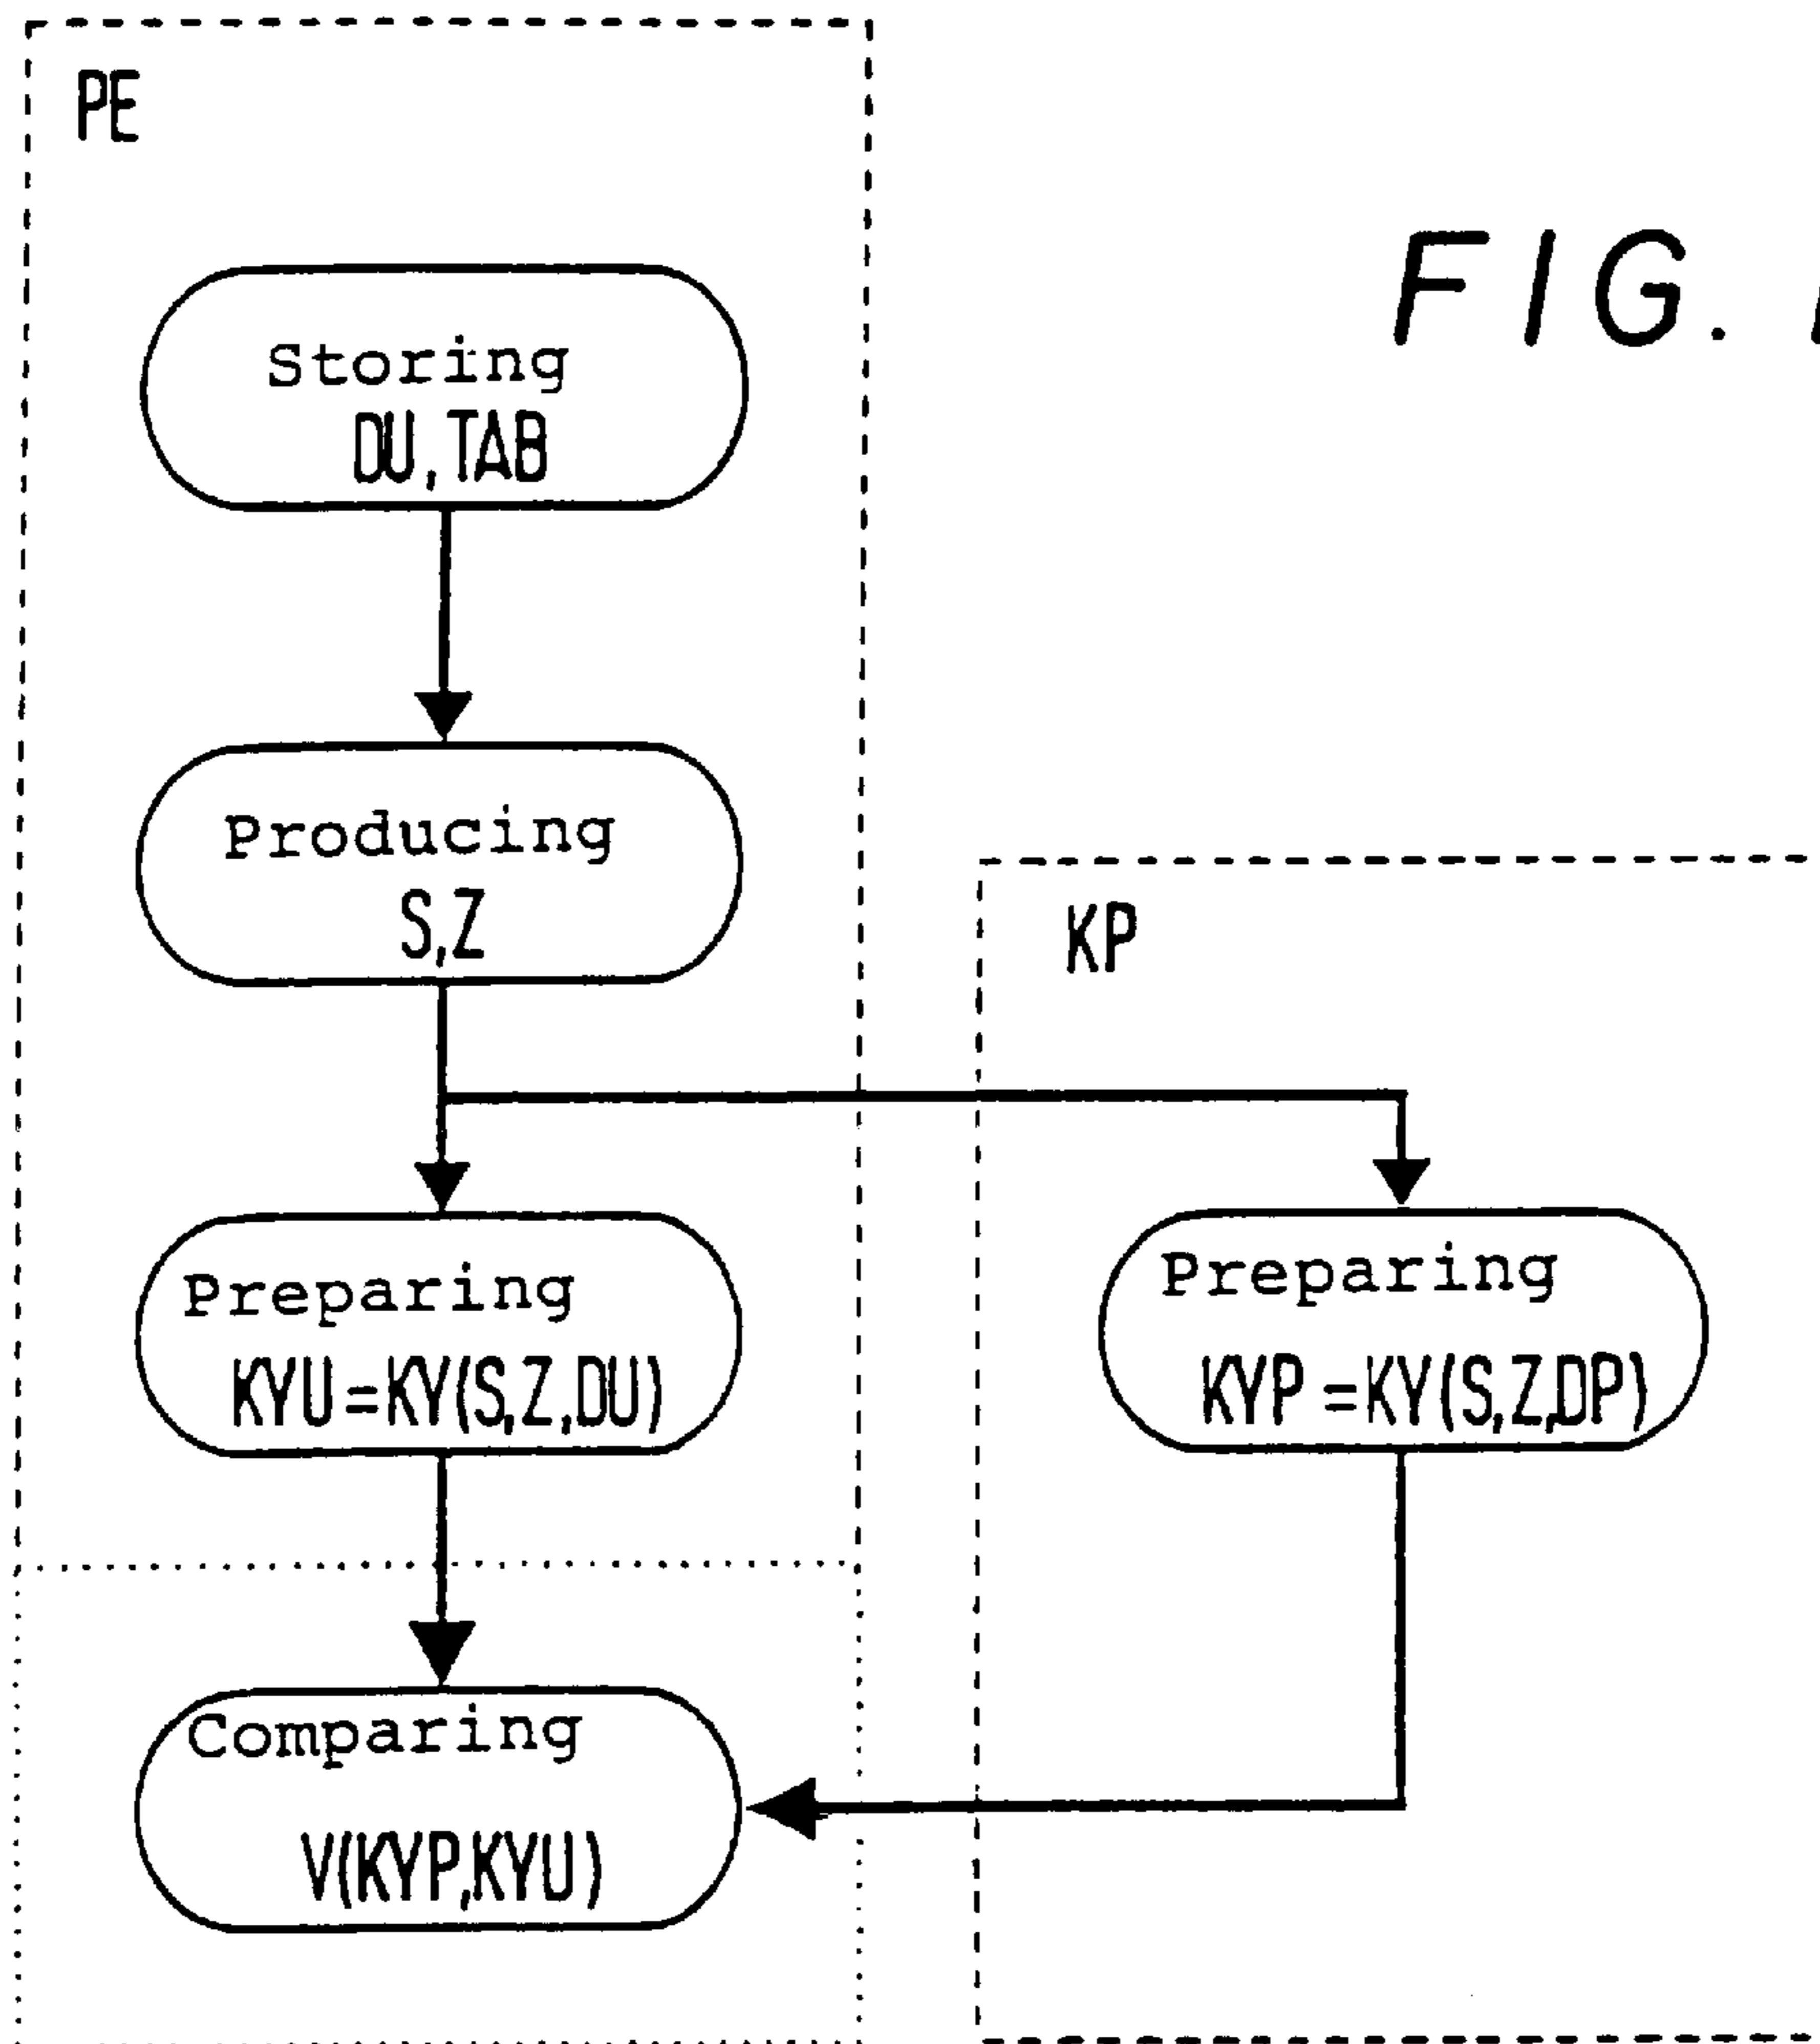 PE
FIG.
Storing
DU,TAB
Producing
S,Z
KP
Preparing
KYU=KY(S,Z,DU)
Preparing
KYP=KY(S,Z,DP)
Comparing
V(KYP,KYU)